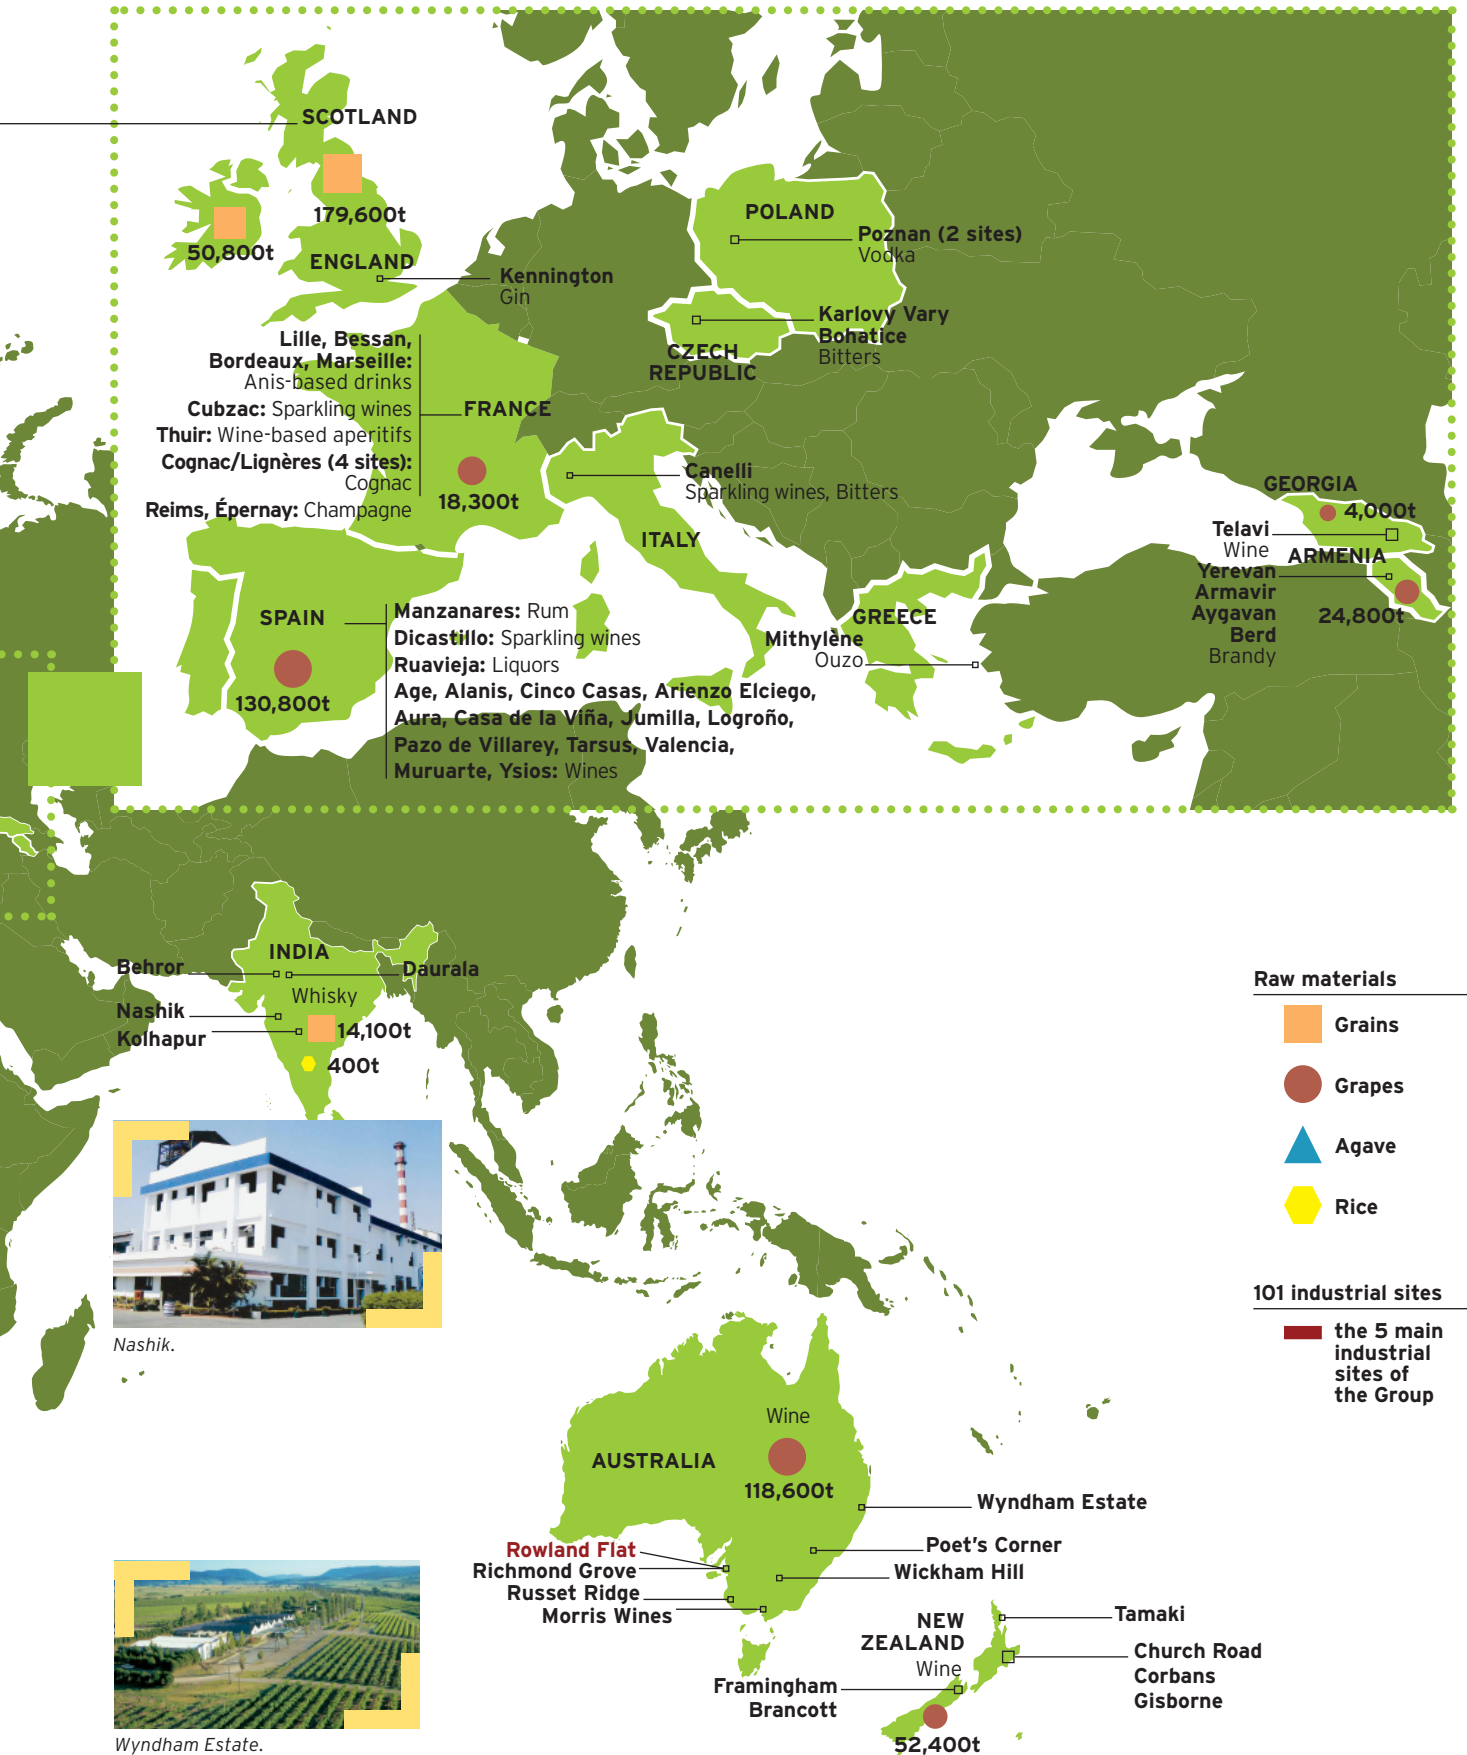 SCOTLAND
179,600t
50,800t
ENGLAND
Kennington
Gin
POLAND
Poznan (2 sites)
Vodka
Karlovy Vary
Bohatice
Bitters
CZECH
REPUBLIC
Lille, Bessan,
Bordeaux, Marseille:
Anis-based drinks
Cubzac: Sparkling wines
Thuir: Wine-based aperitifs
Cognac/Lignères (4 sites):
Cognac
Reims, Épernay: Champagne
FRANCE
18,300t
Canelli
Sparkling wines, Bitters
ITALY
GEORGIA
4,000t
Telavi
Wine
ARMENIA
Yerevan
Armavir
Aygavan
Berd
Brandy
24,800t
SPAIN
130,800t
Manzanares: Rum
Dicastillo: Sparkling wines
Ruavieja: Liquors
Age, Alanis, Cinco Casas, Arienzo Elciego,
Aura, Casa de la Viña, Jumilla, Logroño,
Pazo de Villarey, Tarsus, Valencia,
Muruarte, Ysios: Wines
GREECE
Mithylène
Ouzo
INDIA
Behror
Daurala
Whisky
Nashik
Kolhapur
14,100t
400t
Raw materials
Grains
Grapes
Agave
Rice
101 industrial sites
the 5 main
industrial
sites of
the Group
Nashik.
Wine
AUSTRALIA
118,600t
Wyndham Estate
Poet's Corner
Wickham Hill
Rowland Flat
Richmond Grove
Russet Ridge
Morris Wines
NEW
ZEALAND
Wine
Tamaki
Church Road
Corbans
Gisborne
Framingham
Brancott
52,400t
Wyndham Estate.